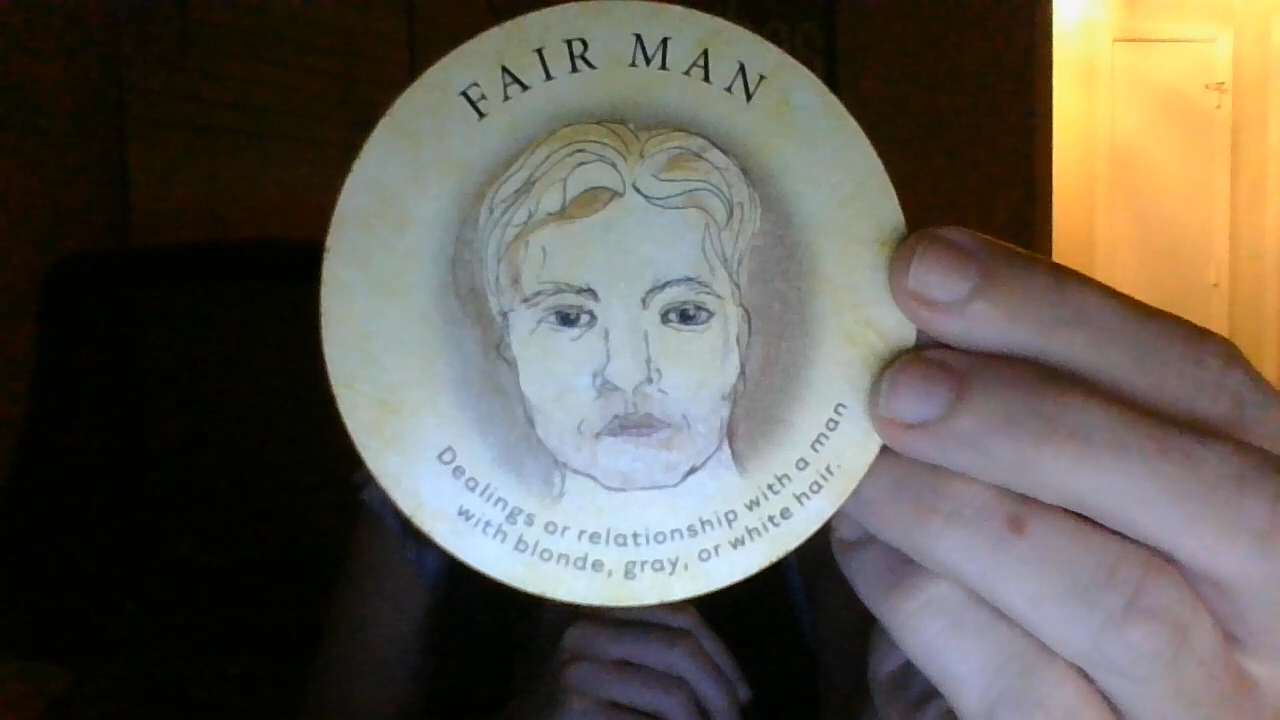 FAIR MAN
Dealings or relationship with a man
with blonde, gray, or white hair.